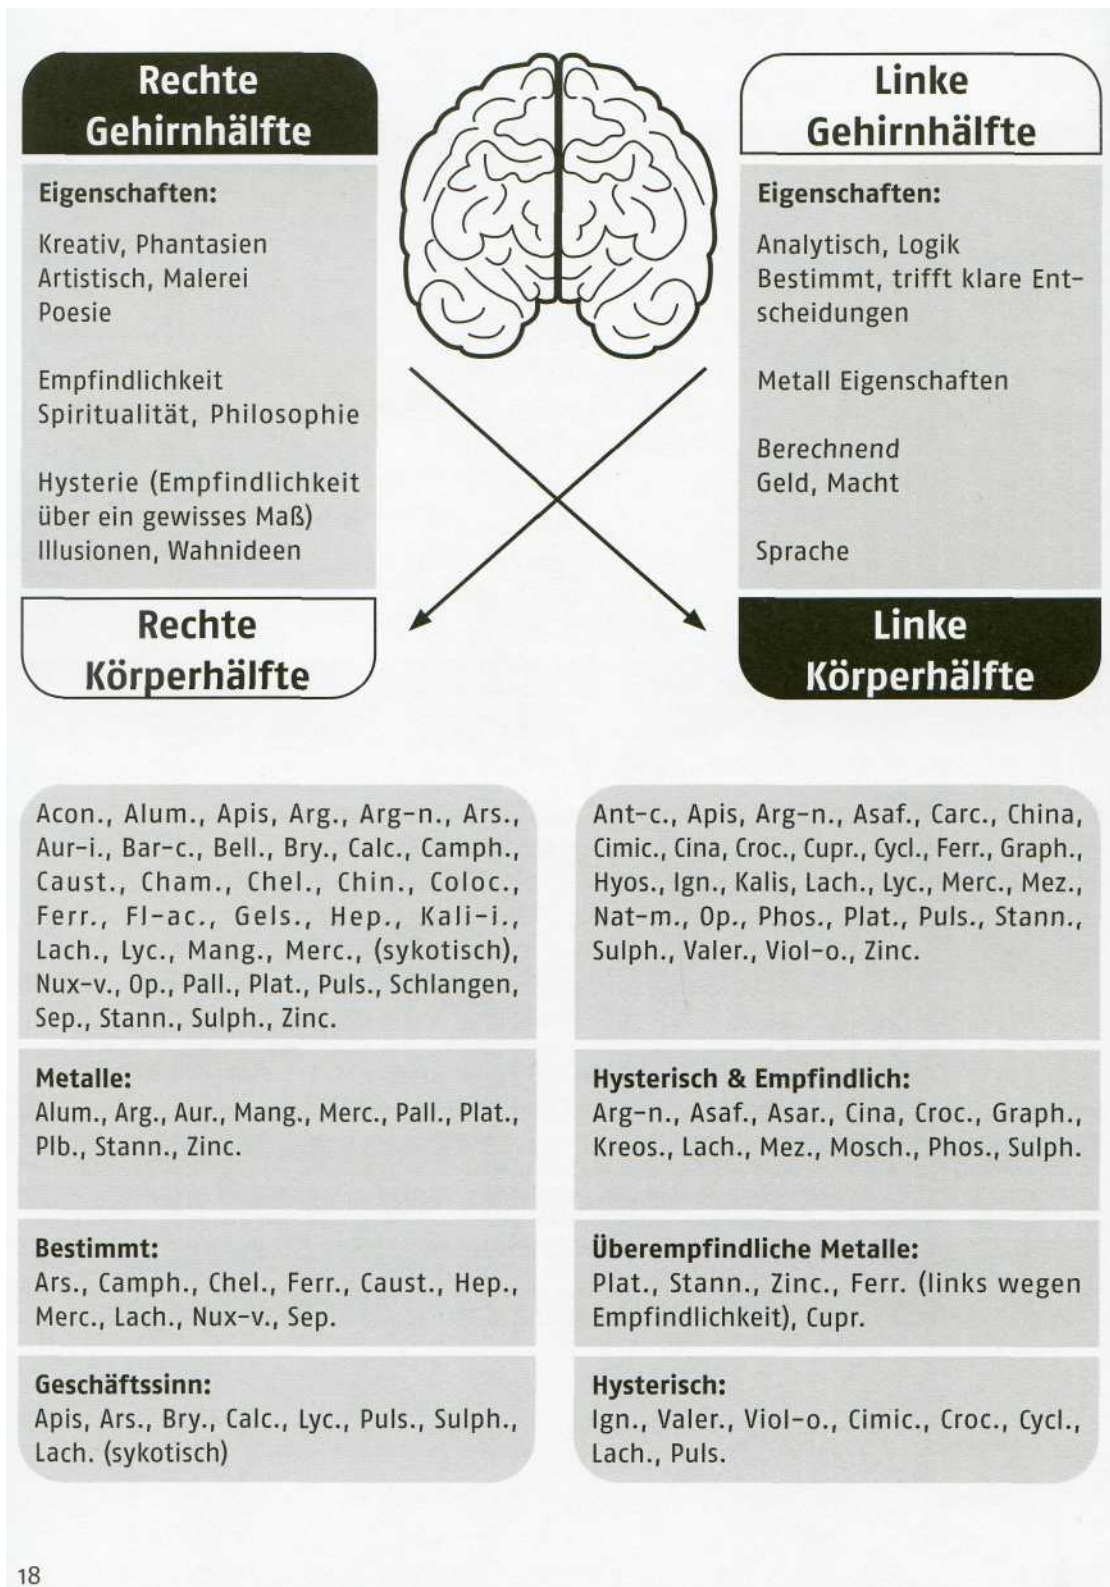 Rechte
Gehirnhälfte
Eigenschaften:
Kreativ, Phantasien
Artistisch, Malerei
Poesie
Empfindlichkeit
Spiritualität, Philosophie
Hysterie (Empfindlichkeit
über ein gewisses Maß)
Illusionen, Wahnideen
Rechte
Körperhälfte
Linke
Gehirnhälfte
Eigenschaften:
Analytisch, Logik
Bestimmt, trifft klare Ent-
scheidungen
Metall Eigenschaften
Berechnend
Geld, Macht
Sprache
Linke
Körperhälfte
Acon., Alum., Apis, Arg., Arg-n., Ars.,
Aur-i., Bar-c., Bell., Bry., Calc., Camph.,
Caust., Cham., Chel., Chin., Coloc.,
Ferr., Fl-ac., Gels., Hep., Kali-i.,
Lach., Lyc., Mang., Merc., (sykotisch),
Nux-v., Op., Pall., Plat., Puls., Schlangen,
Sep., Stann., Sulph., Zinc.
Metalle:
Alum., Arg., Aur., Mang., Merc., Pall., Plat.,
Plb., Stann., Zinc.
Bestimmt:
Ars., Camph., Chel., Ferr., Caust., Hep.,
Merc., Lach., Nux-v., Sep.
Geschäftssinn:
Apis, Ars., Bry., Calc., Lyc., Puls., Sulph.,
Lach. (sykotisch)
Ant-c., Apis, Arg-n., Asaf., Carc., China,
Cimic., Cina, Croc., Cupr., Cycl., Ferr., Graph.,
Hyos., Ign., Kalis, Lach., Lyc., Merc., Mez.,
Nat-m., Op., Phos., Plat., Puls., Stann.,
Sulph., Valer., Viol-o., Zinc.
Hysterisch & Empfindlich:
Arg-n., Asaf., Asar., Cina, Croc., Graph.,
Kreos., Lach., Mez., Mosch., Phos., Sulph.
Überempfindliche Metalle:
Plat., Stann., Zinc., Ferr. (links wegen
Empfindlichkeit), Cupr.
Hysterisch:
Ign., Valer., Viol-o., Cimic., Croc., Cycl.,
Lach., Puls.
18